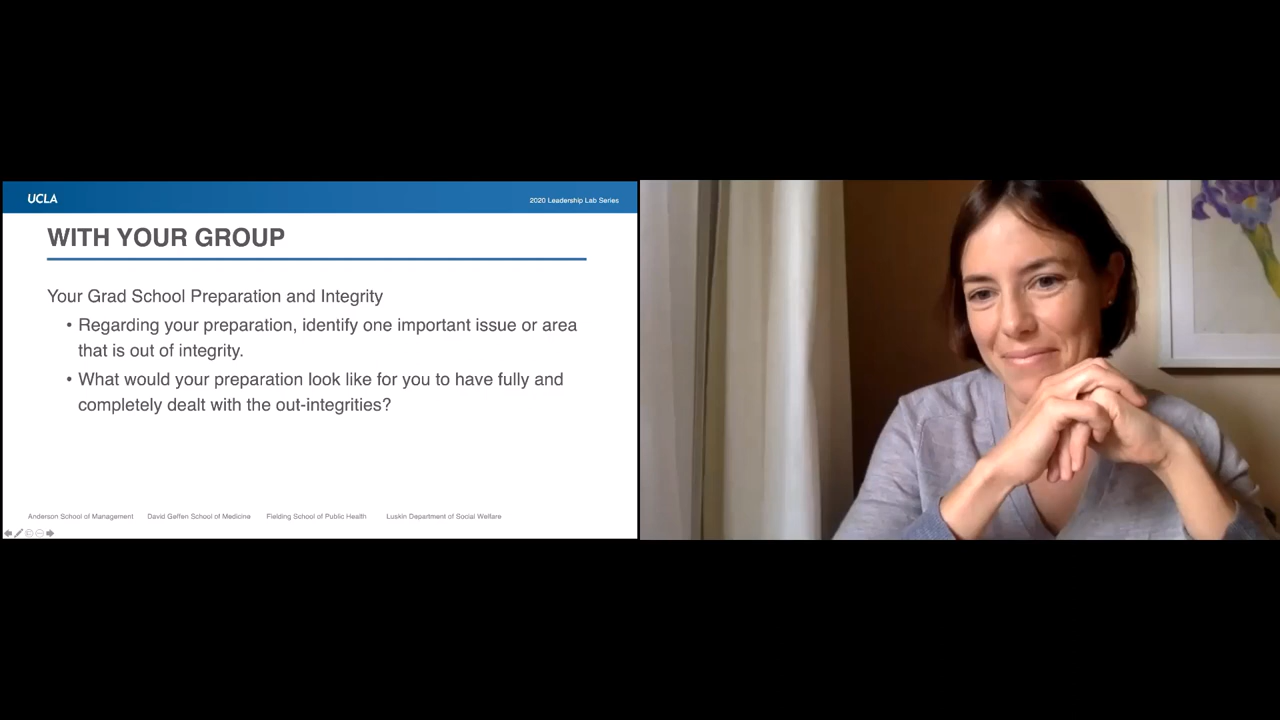 UCLA
2020 Leadership Lab Series
WITH YOUR GROUP
Your Grad School Preparation and Integrity
• Regarding your preparation, identify one important issue or area
that is out of integrity.
• What would your preparation look like for you to have fully and
completely dealt with the out-integrities?
Anderson School of Management David Geffen School of Medicine Fielding School of Public Health Luskin Department of Social Welfare